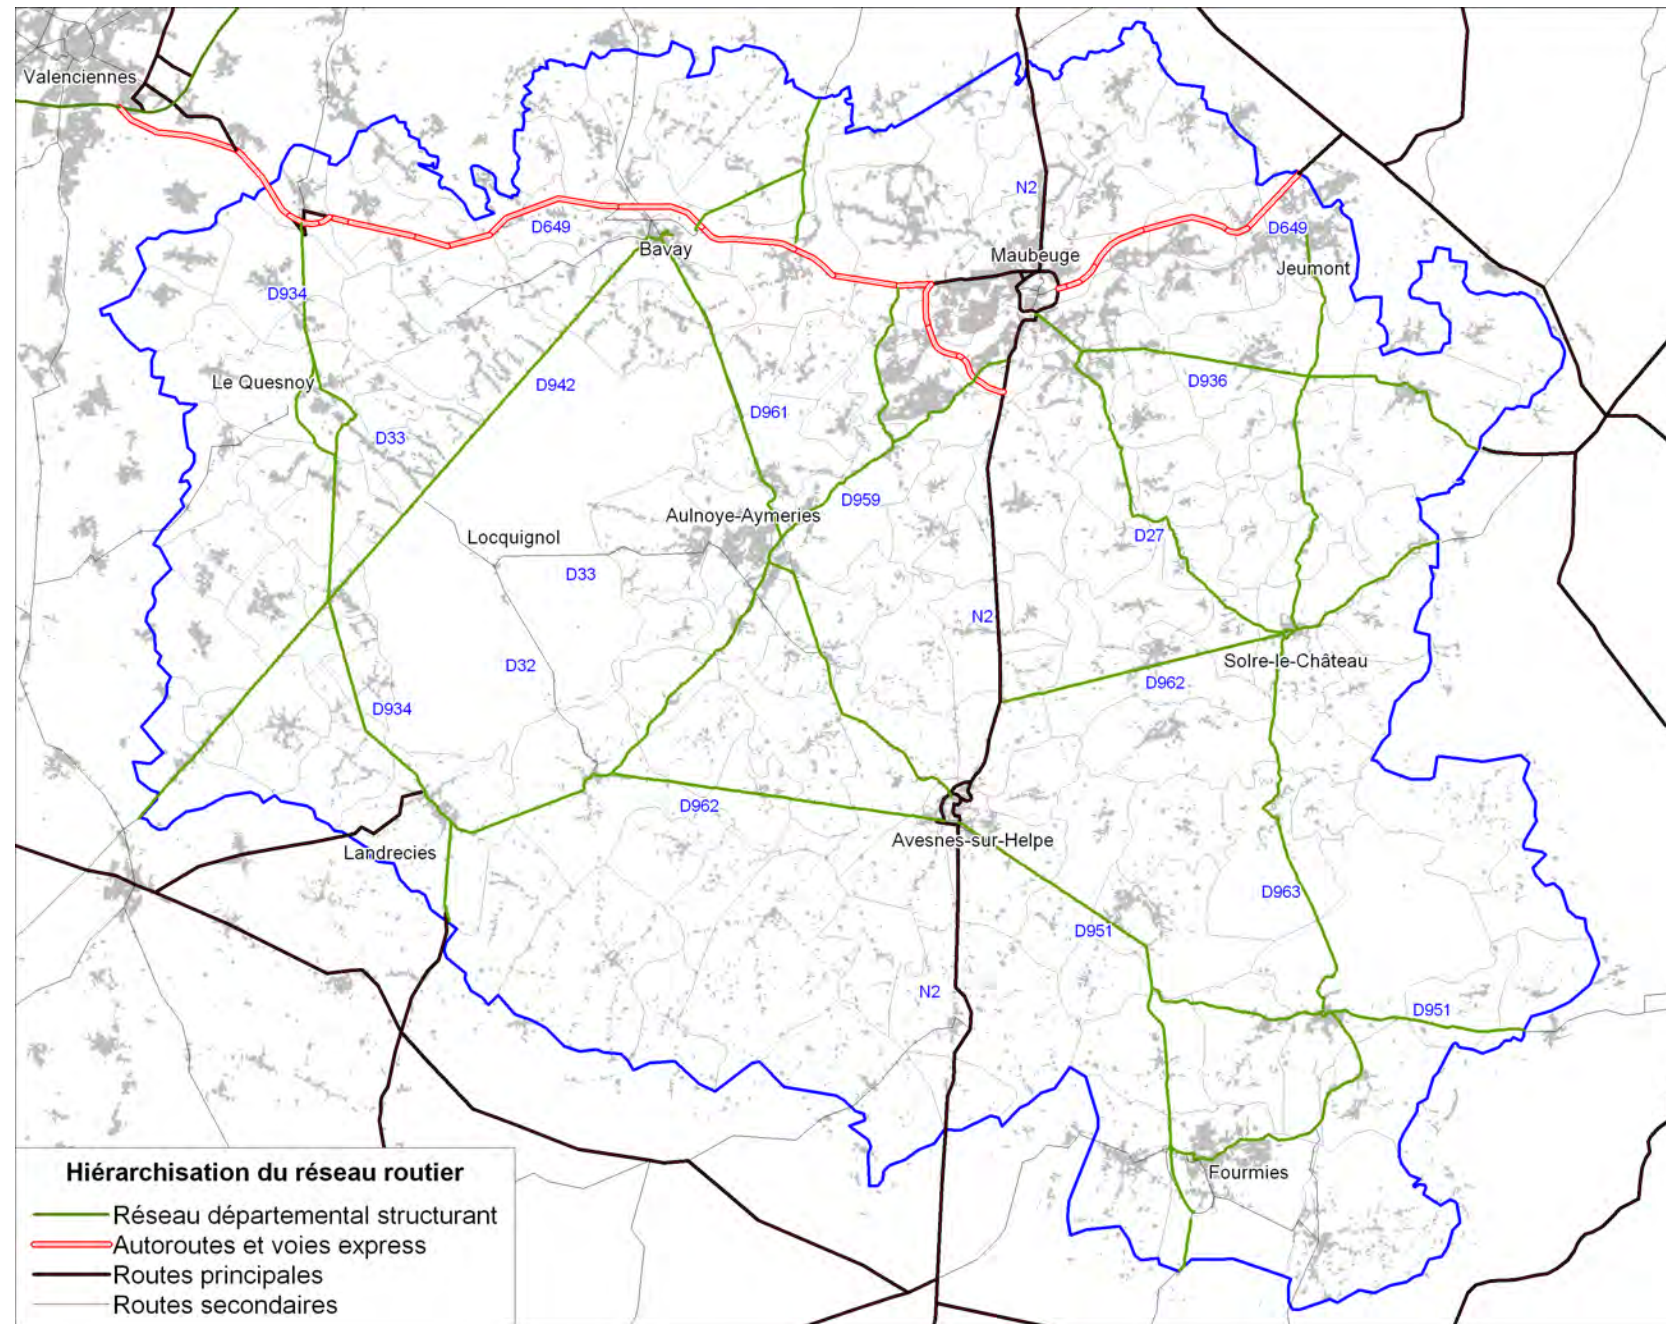 Valenciennes
N2
D649
D649
Bavay
Maubeuge
Jeumont
D934
Le Quesnoy
D942
D936
D961
D33
D959
Aulnoye-Aymeries
Locquignol
D27
D33
N2
D32
Solre-le-Château
D962
D934
D962
Avesnes-sur-Helpe
Landrecies
D963
D951
N2
D951
Fourmies
Hiérarchisation du réseau routier
Réseau départemental structurant
Autoroutes et voies express
Routes principales
Routes secondaires